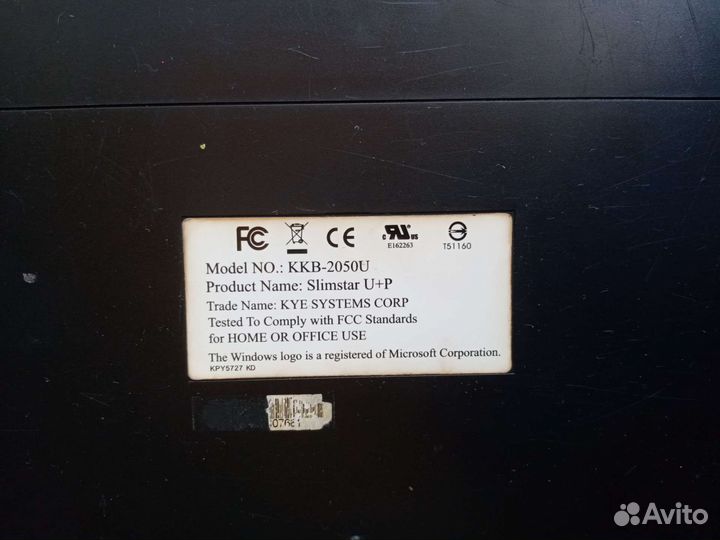 FC CE c RU us
E162263 T51160
Model NO.: KKB-2050U
Product Name: Slimstar U+P
Trade Name: KYE SYSTEMS CORP
Tested To Comply with FCC Standards
for HOME OR OFFICE USE
The Windows logo is a registered of Microsoft Corporation.
KPY5727 KD
Avito